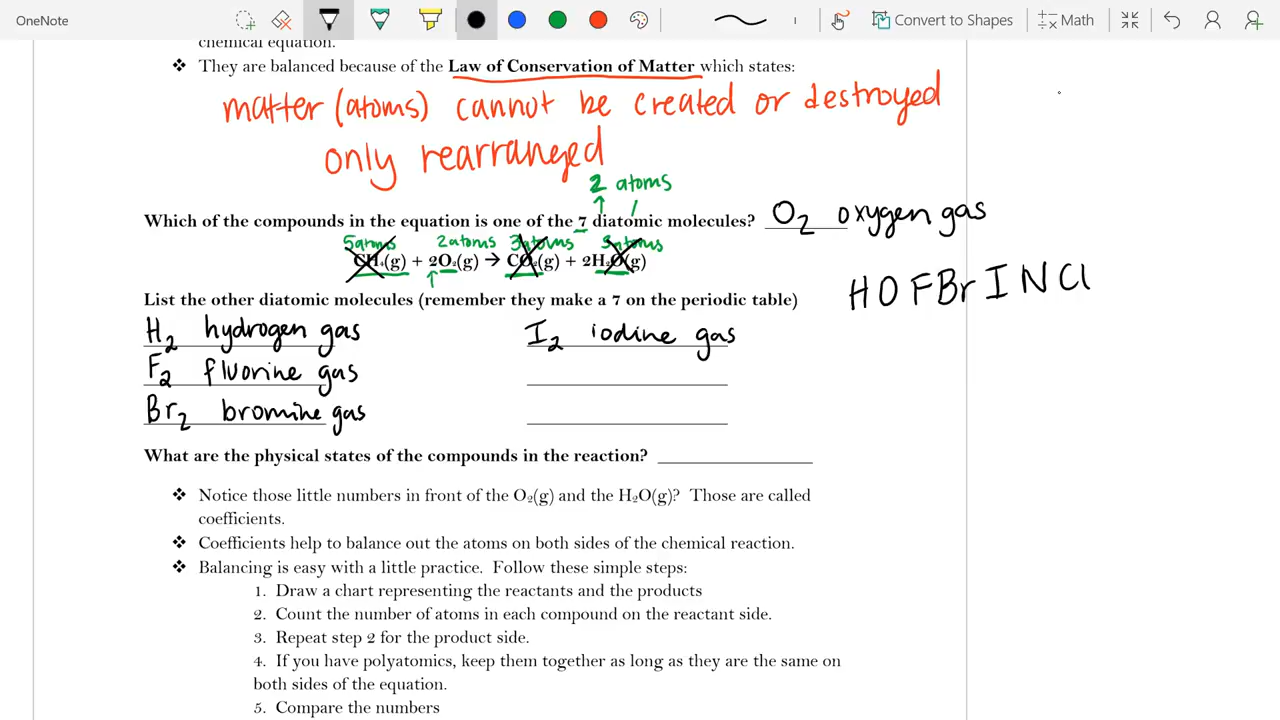 OneNote
Convert to Shapes
Math
chemical equation.
❖ They are balanced because of the Law of Conservation of Matter which states:
matter (atoms) cannot be created or destroyed
only rearranged
2 atoms
Which of the compounds in the equation is one of the 7 diatomic molecules? O₂ oxygen gas
5 atoms 2 atoms 3 atoms 3 atoms
CH₄(g) + 2O₂(g) → CO₂(g) + 2H₂O(g)
List the other diatomic molecules (remember they make a 7 on the periodic table)
H O F Br I N Cl
H₂ hydrogen gas I₂ iodine gas
F₂ fluorine gas
Br₂ bromine gas
What are the physical states of the compounds in the reaction?
❖ Notice those little numbers in front of the O₂(g) and the H₂O(g)? Those are called
coefficients.
❖ Coefficients help to balance out the atoms on both sides of the chemical reaction.
❖ Balancing is easy with a little practice. Follow these simple steps:
1. Draw a chart representing the reactants and the products
2. Count the number of atoms in each compound on the reactant side.
3. Repeat step 2 for the product side.
4. If you have polyatomics, keep them together as long as they are the same on
both sides of the equation.
5. Compare the numbers